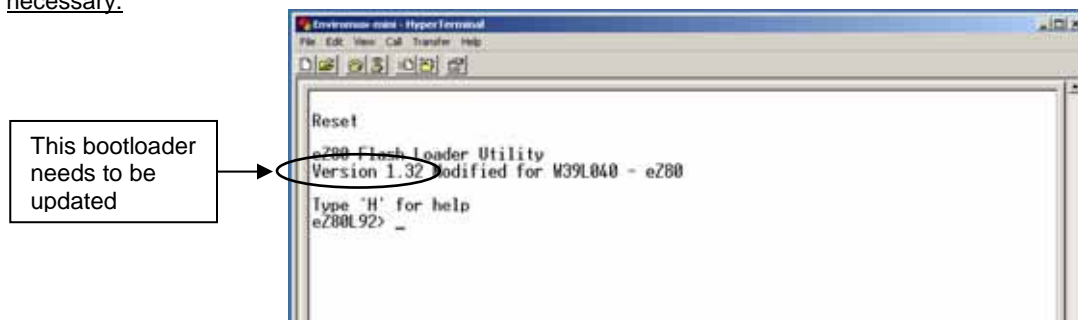 necessary.
Enviromux-mini - HyperTerminal
File Edit View Call Transfer Help
Reset
eZ80 Flash Loader Utility
This bootloader
needs to be
updated
Version 1.32 Modified for W39L040 - eZ80
Type 'H' for help
eZ80L92> _